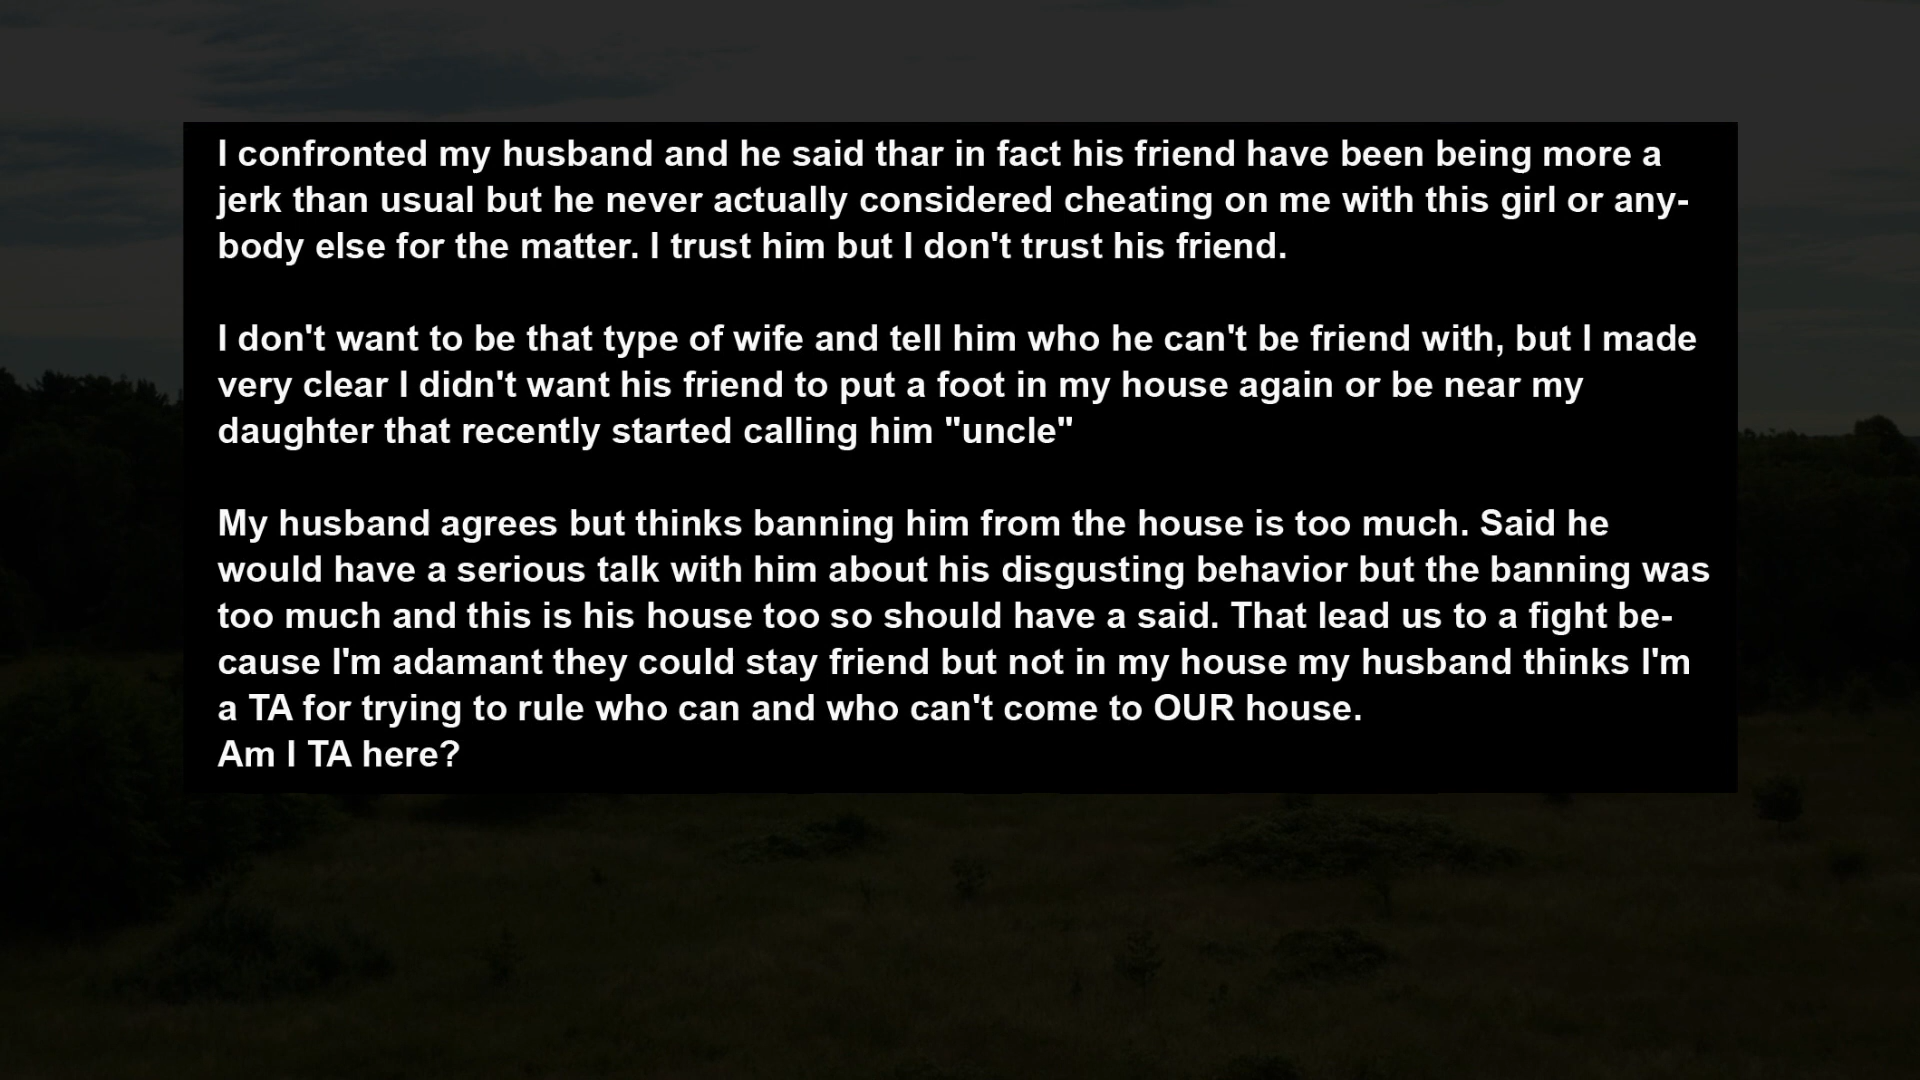 I confronted my husband and he said thar in fact his friend have been being more a
jerk than usual but he never actually considered cheating on me with this girl or any-
body else for the matter. I trust him but I don't trust his friend.
I don't want to be that type of wife and tell him who he can't be friend with, but I made
very clear I didn't want his friend to put a foot in my house again or be near my
daughter that recently started calling him "uncle"
My husband agrees but thinks banning him from the house is too much. Said he
would have a serious talk with him about his disgusting behavior but the banning was
too much and this is his house too so should have a said. That lead us to a fight be-
cause I'm adamant they could stay friend but not in my house my husband thinks I'm
a TA for trying to rule who can and who can't come to OUR house.
Am I TA here?